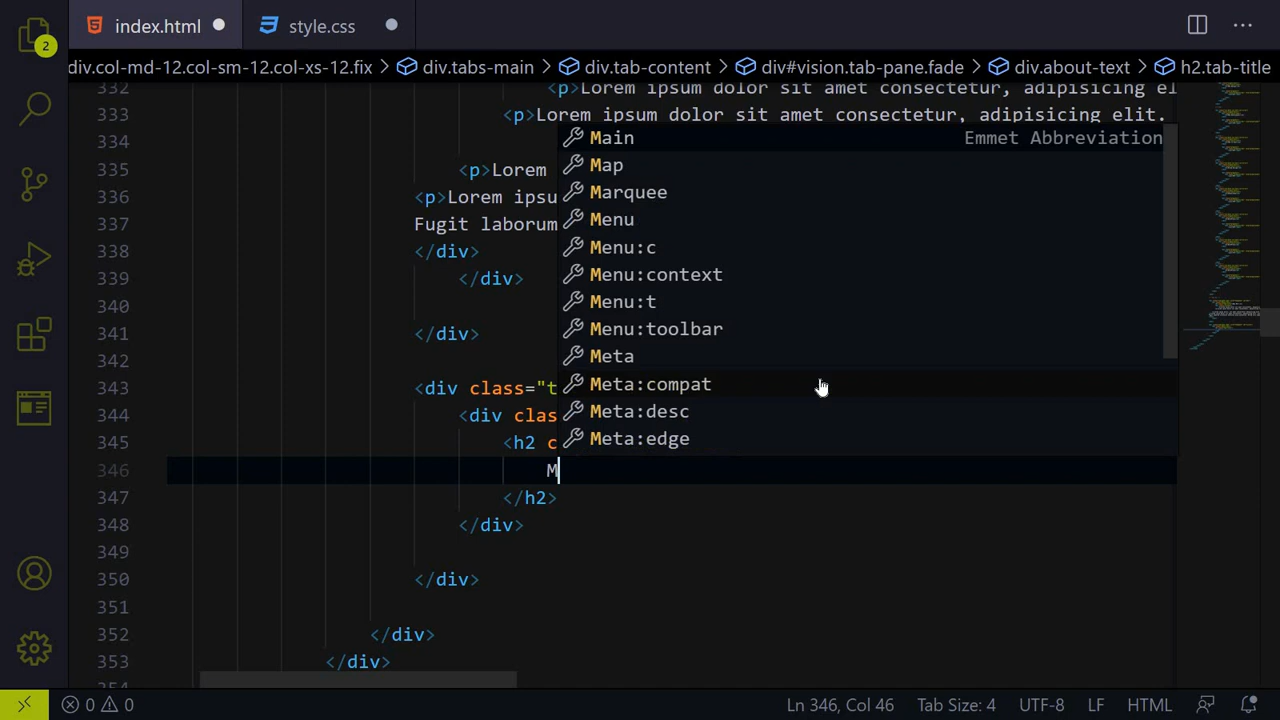 index.html
style.css
2
div.col-md-12.col-sm-12.col-xs-12.fix > div.tabs-main > div.tab-content > div#vision.tab-pane.fade > div.about-text > h2.tab-title
332 <p>Lorem ipsum dolor sit amet consectetur, adipisicing el
333 <p>Lorem ipsum dolor sit amet consectetur, adipisicing elit.
334
Main Emmet Abbreviation
Map
335 <p>Lorem
Marquee
336 <p>Lorem ipsu
Menu
337 Fugit laborum
Menu:c
338 </div>
Menu:context
339 </div>
Menu:t
340
Menu:toolbar
341 </div>
Meta
342
Meta:compat
343 <div class="t
Meta:desc
344 <div clas
Meta:edge
345 <h2 c
346 M
347 </h2>
348 </div>
349
350 </div>
351
352 </div>
353 </div>
354
0 0 Ln 346, Col 46 Tab Size: 4 UTF-8 LF HTML